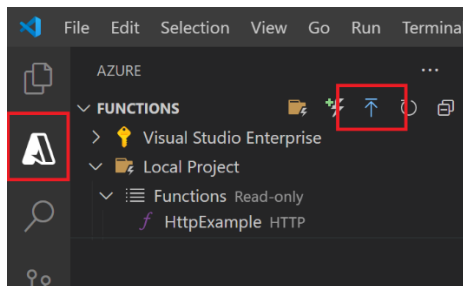 File Edit Selection View Go Run Termina
AZURE
FUNCTIONS
Visual Studio Enterprise
Local Project
Functions Read-only
f HttpExample HTTP